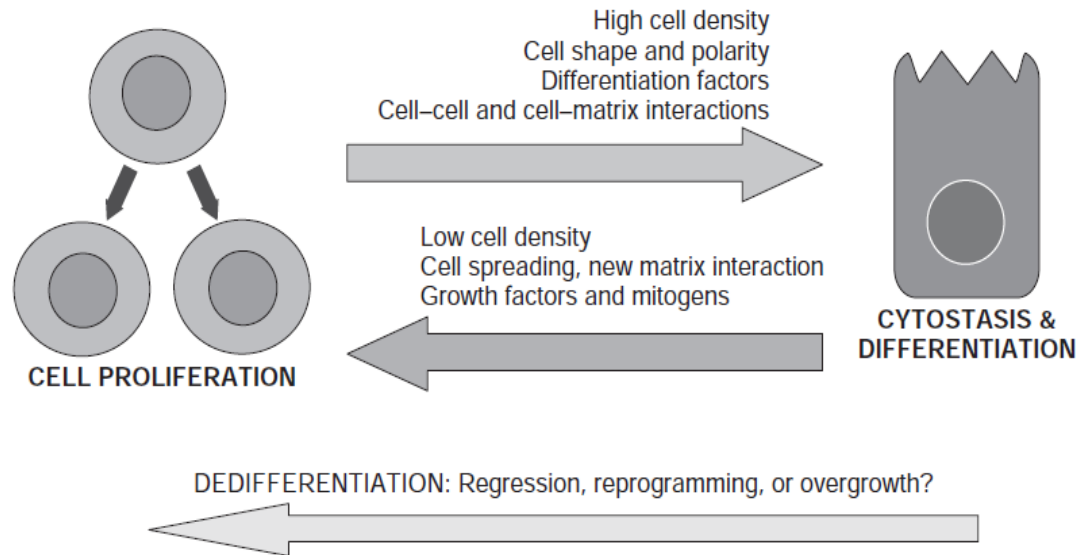 High cell density
Cell shape and polarity
Differentiation factors
Cell–cell and cell–matrix interactions
Low cell density
Cell spreading, new matrix interaction
Growth factors and mitogens
CELL PROLIFERATION
CYTOSTASIS &
DIFFERENTIATION
DEDIFFERENTIATION: Regression, reprogramming, or overgrowth?